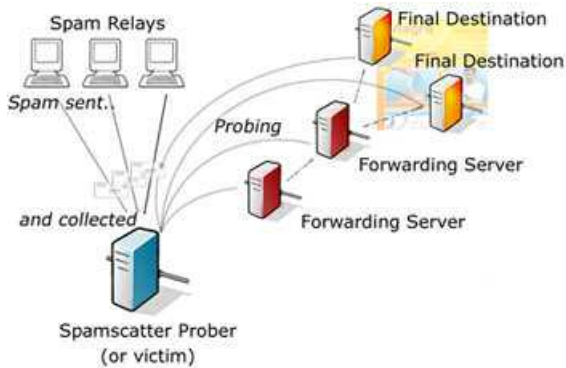 Spam Relays
Final Destination
Final Destination
Spam sent..
Probing
Forwarding Server
and collected
Forwarding Server
Spamscatter Prober
(or victim)